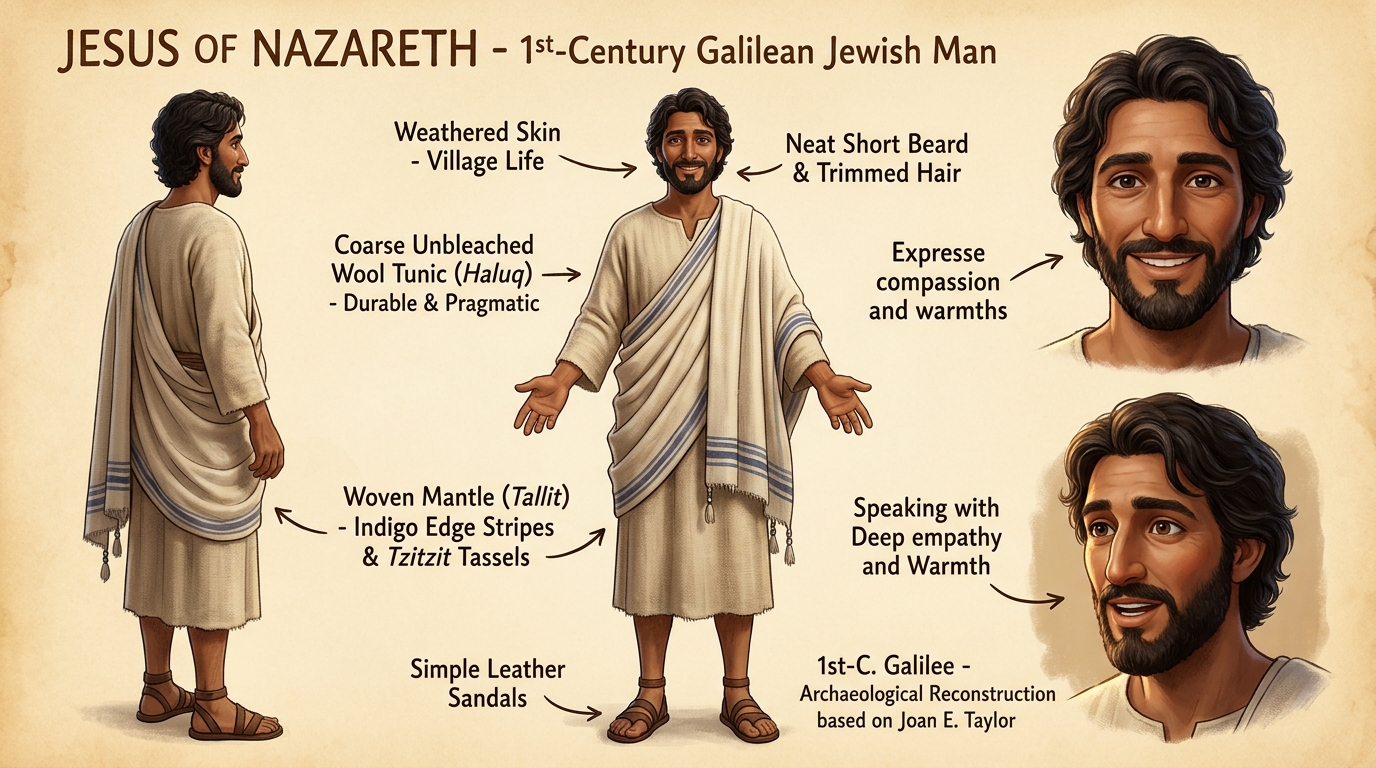 JESUS OF NAZARETH - 1st-Century Galilean Jewish Man
Weathered Skin
- Village Life
Neat Short Beard
& Trimmed Hair
Coarse Unbleached
Wool Tunic (Haluq)
- Durable & Pragmatic
Expresse
compassion
and warmths
Woven Mantle (Tallit)
- Indigo Edge Stripes
& Tzitzit Tassels
Speaking with
Deep empathy
and Warmth
Simple Leather
Sandals
1st-C. Galilee -
Archaeological Reconstruction
based on Joan E. Taylor